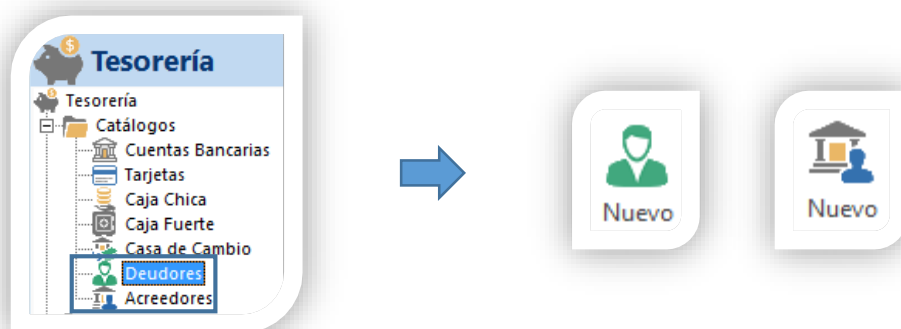 Tesorería
Tesorería
Catálogos
Cuentas Bancarias
Tarjetas
Caja Chica
Caja Fuerte
Casa de Cambio
Deudores
Acreedores
Nuevo
Nuevo